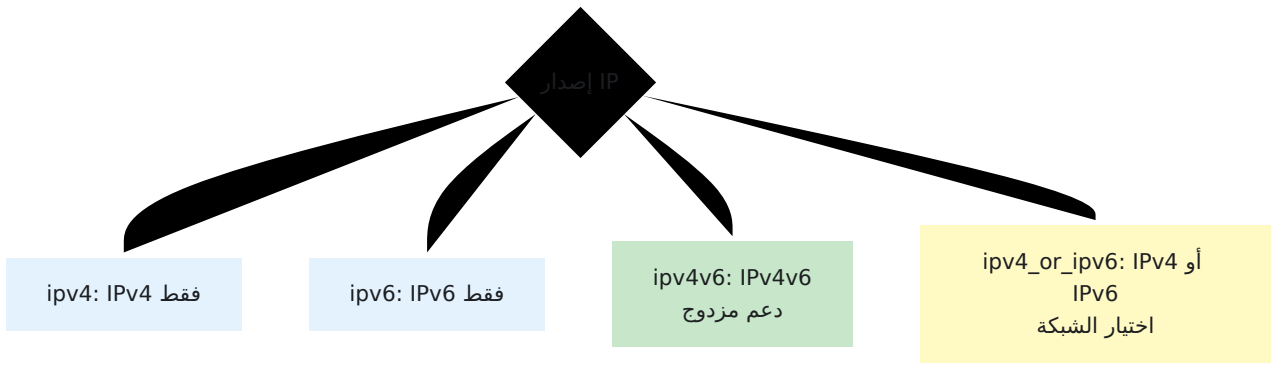 إصدار IP
ipv4: IPv4 فقط
ipv6: IPv6 فقط
ipv4v6: IPv4v6
دعم مزدوج
ipv4_or_ipv6: IPv4 أو
IPv6
اختيار الشبكة